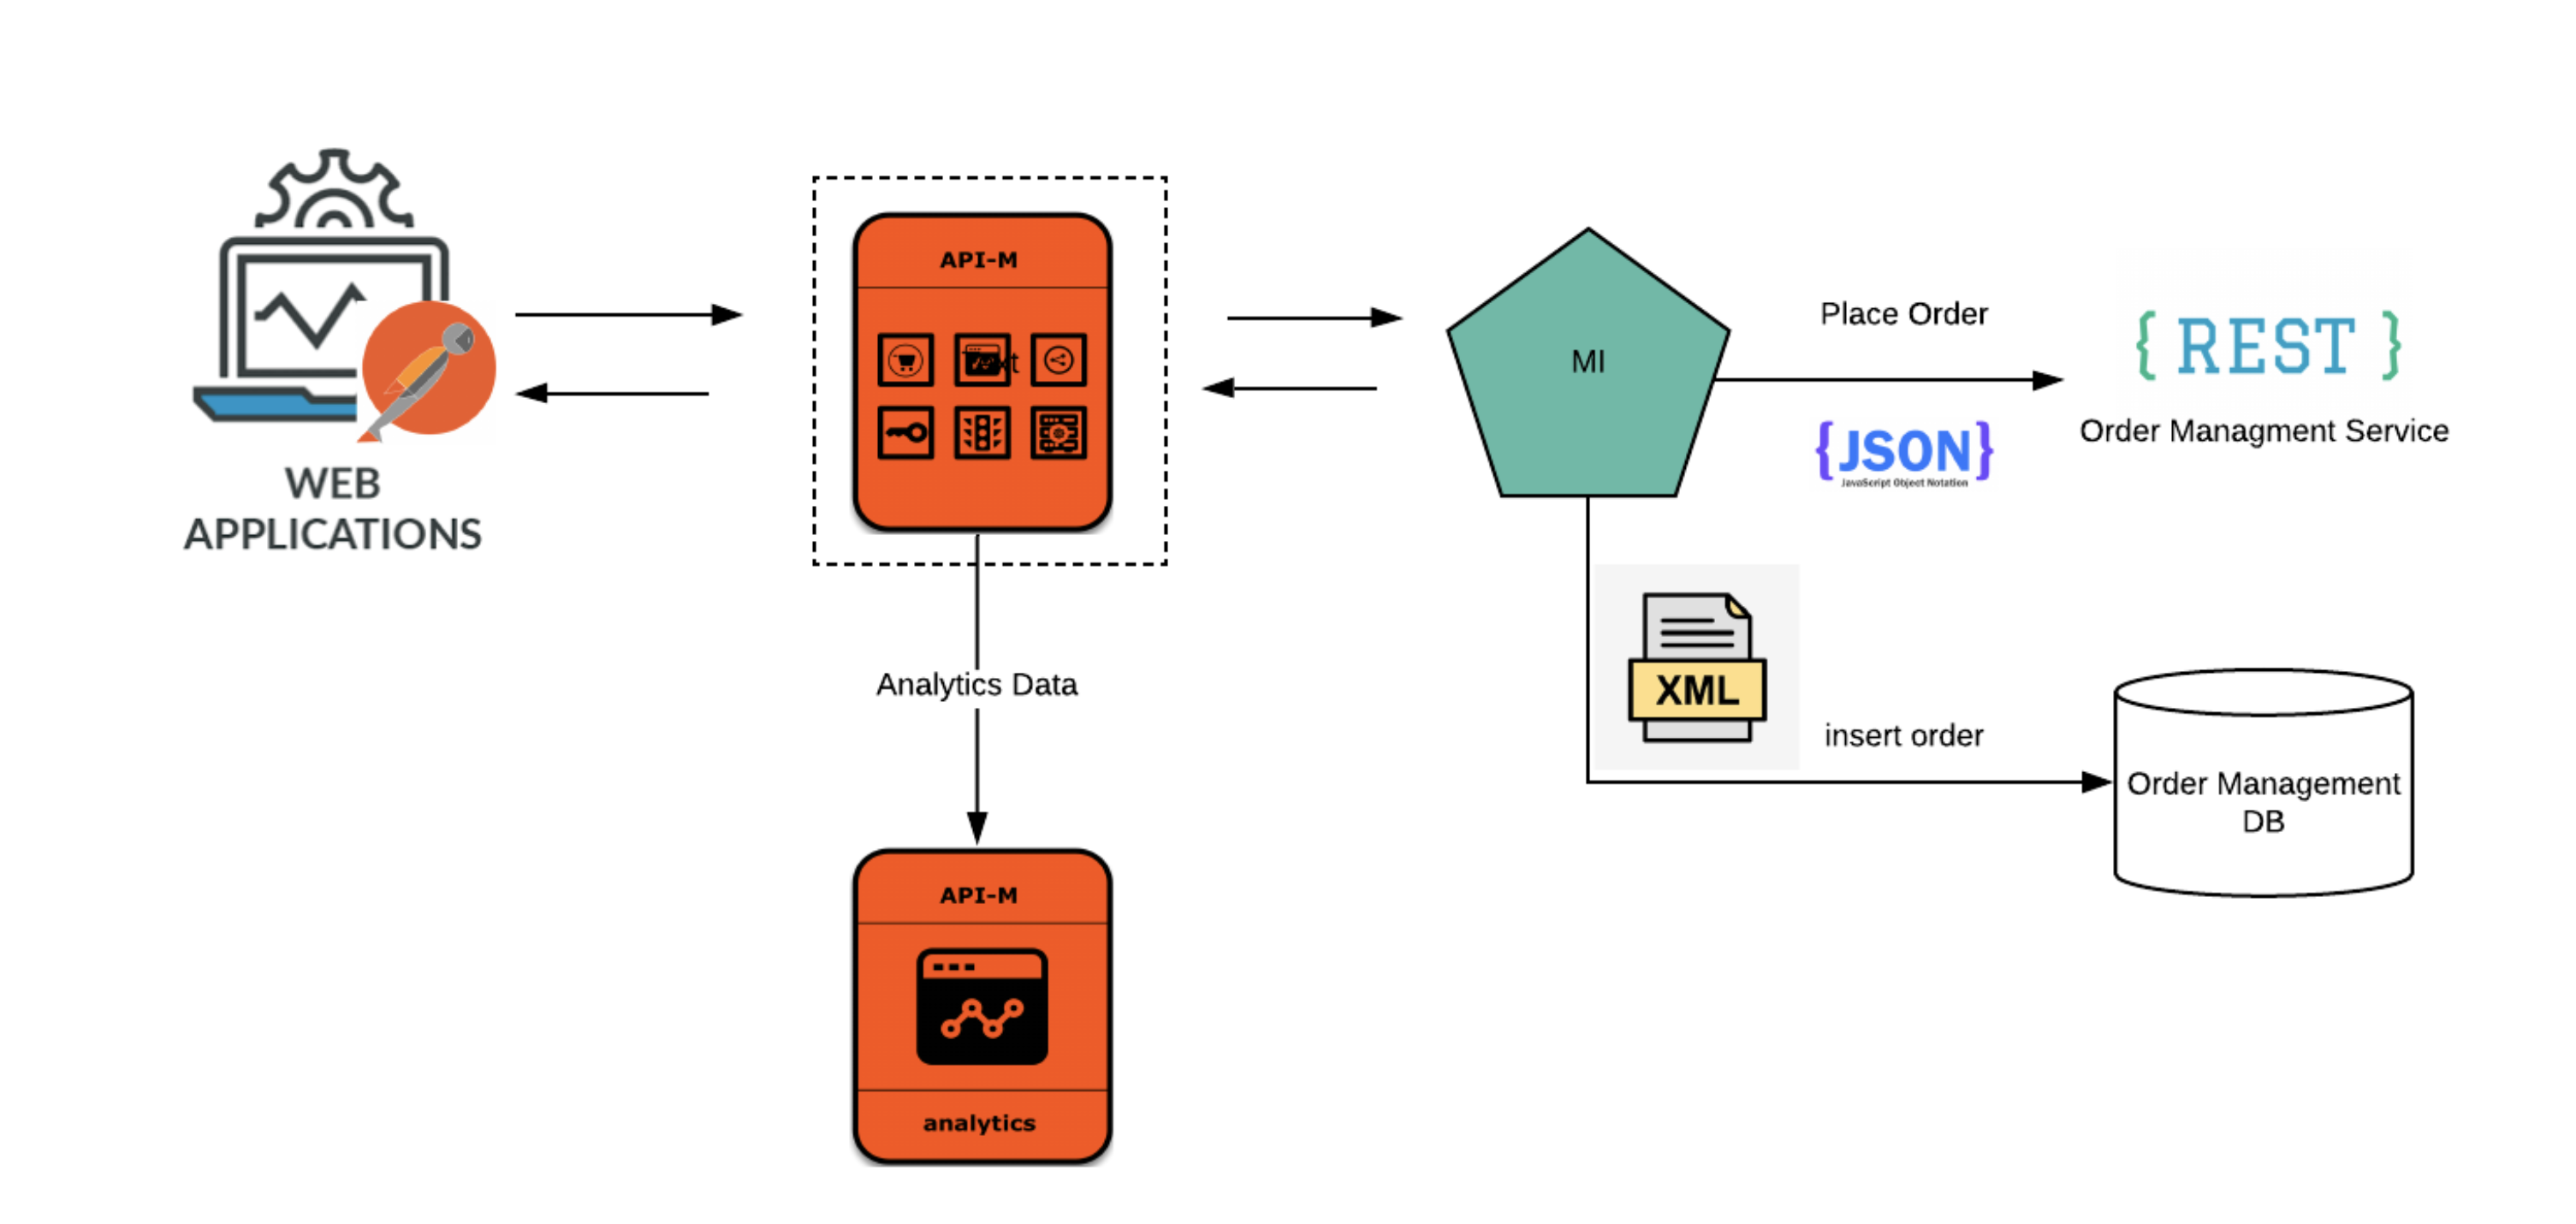 WEB
APPLICATIONS
API-M
Analytics Data
API-M
analytics
MI
Place Order
{JSON}
JavaScript Object Notation
{ REST }
Order Managment Service
XML
insert order
Order Management
DB